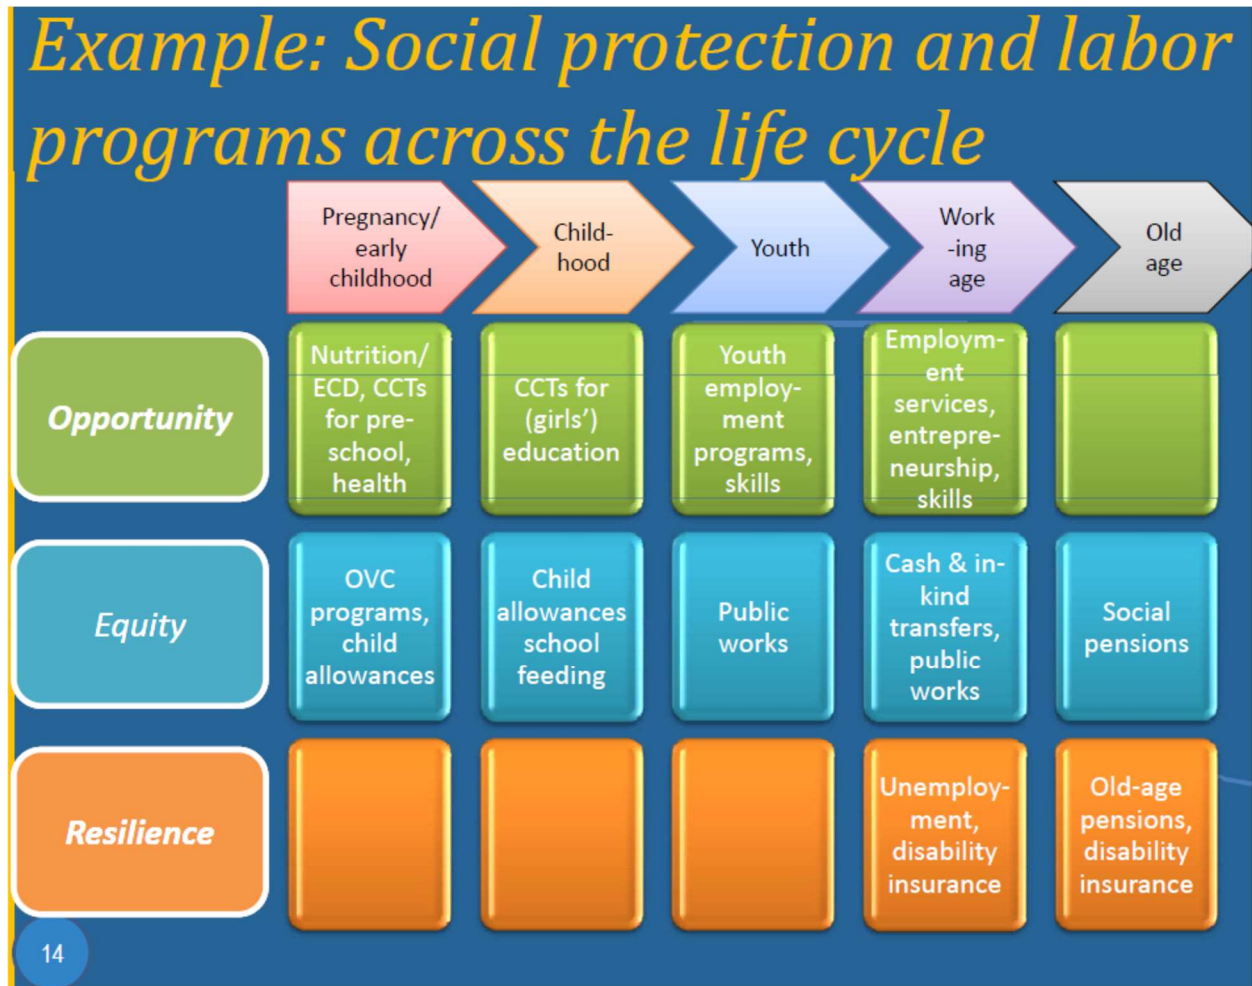 Example: Social protection and labor
programs across the life cycle
Pregnancy/
early
childhood
Child-
hood
Youth
Work
-ing
age
Old
age
Opportunity
Nutrition/
ECD, CCTs
for pre-
school,
health
CCTs for
(girls’)
education
Youth
employ-
ment
programs,
skills
Employm-
ent
services,
entrepre-
neurship,
skills
Equity
OVC
programs,
child
allowances
Child
allowances
school
feeding
Public
works
Cash & in-
kind
transfers,
public
works
Social
pensions
Resilience
Unemploy-
ment,
disability
insurance
Old-age
pensions,
disability
insurance
14